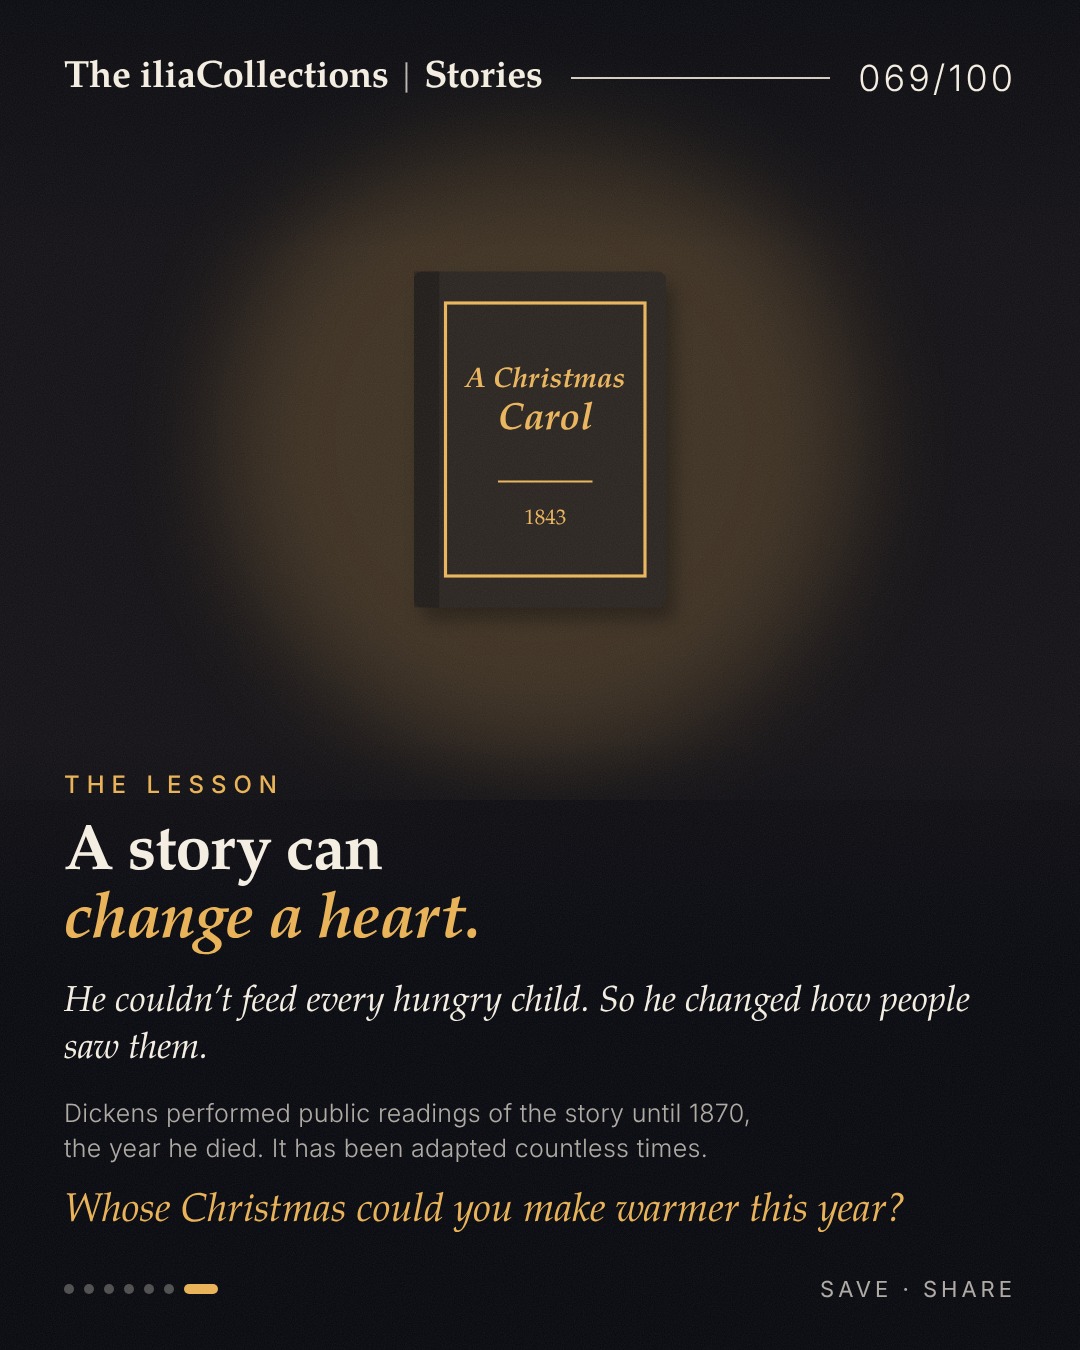 The iliaCollections | Stories 069/100
A Christmas
Carol
1843
THE LESSON
A story can
change a heart.
He couldn’t feed every hungry child. So he changed how people
saw them.
Dickens performed public readings of the story until 1870,
the year he died. It has been adapted countless times.
Whose Christmas could you make warmer this year?
SAVE · SHARE